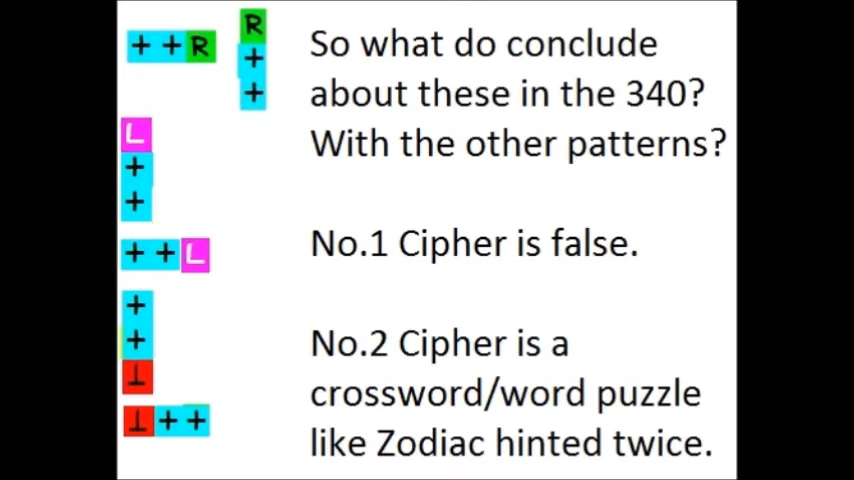 + + R
R
+
+
So what do conclude
about these in the 340?
With the other patterns?
L
+
+
+ + L
No.1 Cipher is false.
+
+
⊥
⊥ + +
No.2 Cipher is a
crossword/word puzzle
like Zodiac hinted twice.